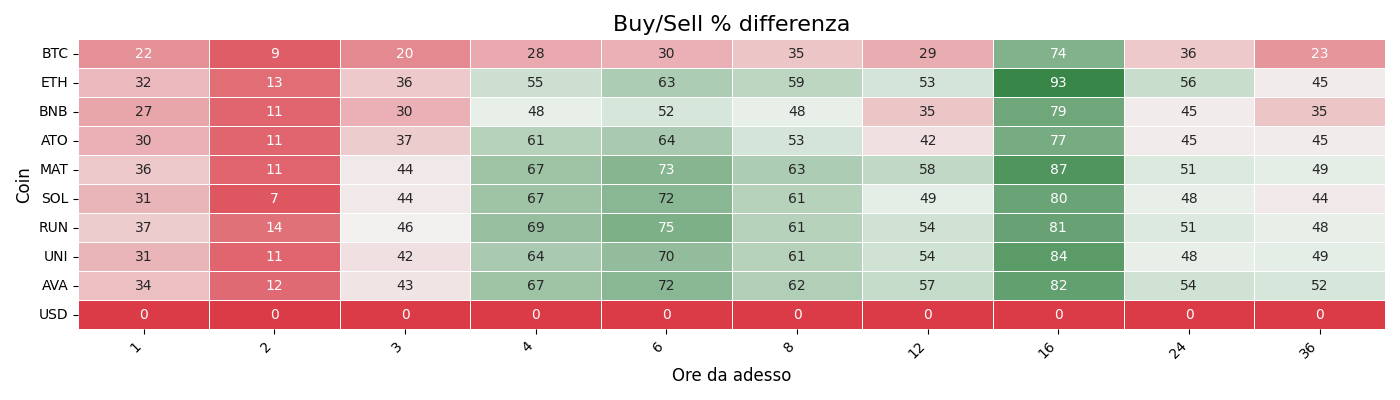 Buy/Sell % differenza
Coin
BTC 22 9 20 28 30 35 29 74 36 23
ETH 32 13 36 55 63 59 53 93 56 45
BNB 27 11 30 48 52 48 35 79 45 35
ATO 30 11 37 61 64 53 42 77 45 45
MAT 36 11 44 67 73 63 58 87 51 49
SOL 31 7 44 67 72 61 49 80 48 44
RUN 37 14 46 69 75 61 54 81 51 48
UNI 31 11 42 64 70 61 54 84 48 49
AVA 34 12 43 67 72 62 57 82 54 52
USD 0 0 0 0 0 0 0 0 0 0
1 2 3 4 6 8 12 16 24 36
Ore da adesso